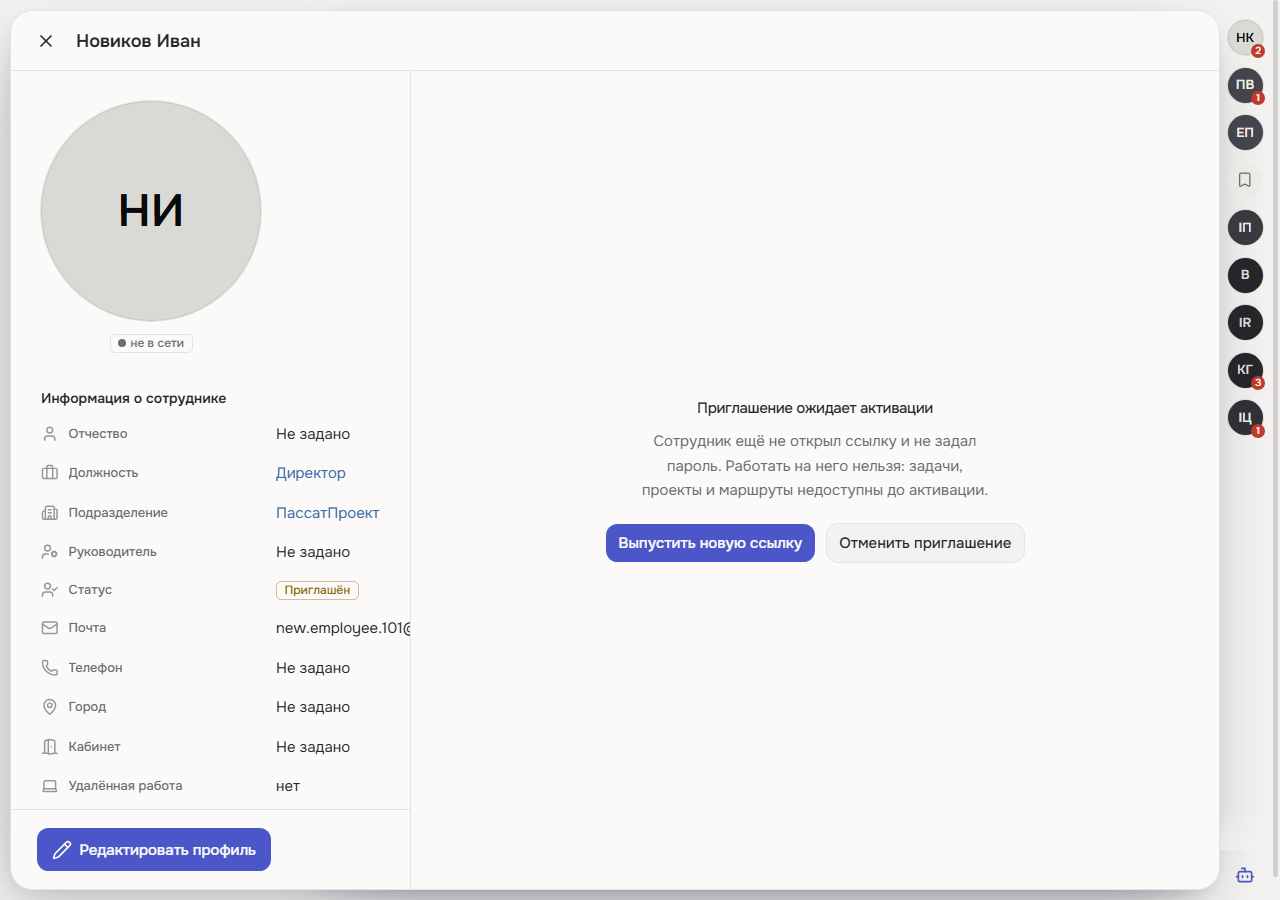 Новиков Иван
НИ
не в сети
Информация о сотруднике
Отчество Не задано
Должность Директор
Подразделение ПассатПроект
Руководитель Не задано
Статус Приглашён
Почта new.employee.101@
Телефон Не задано
Город Не задано
Кабинет Не задано
Удалённая работа нет
Редактировать профиль
Приглашение ожидает активации
Сотрудник ещё не открыл ссылку и не задал
пароль. Работать на него нельзя: задачи,
проекты и маршруты недоступны до активации.
Выпустить новую ссылку Отменить приглашение
НК
2
ПВ
1
ЕП
ІП
В
IR
КГ
3
ІЦ
1